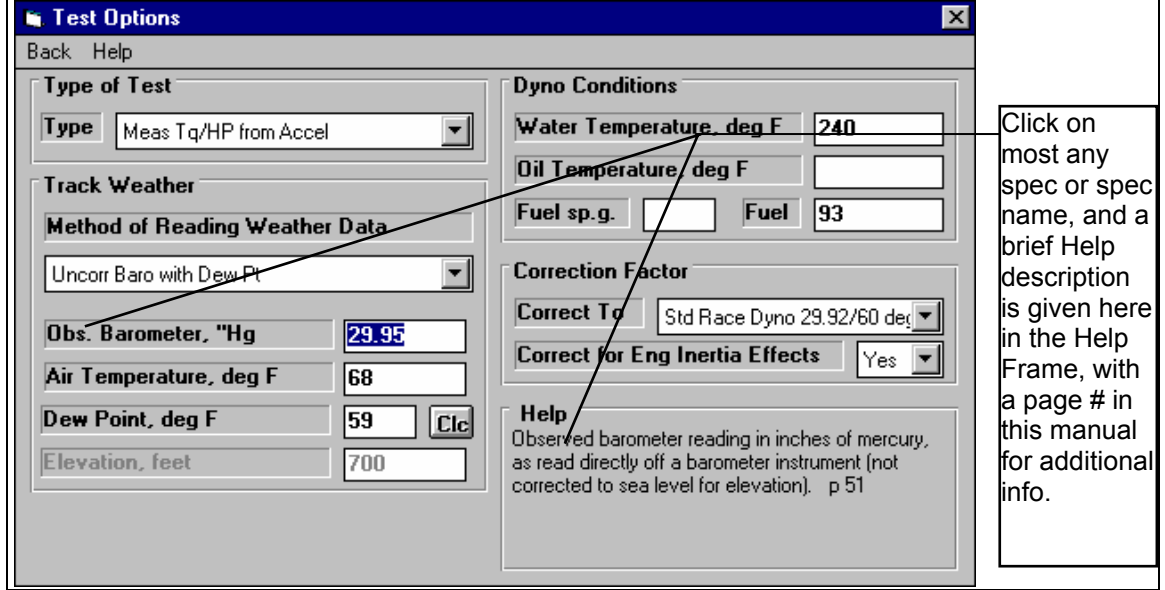 Test Options
Back Help
Type of Test
Type Meas Tq/HP from Accel
Track Weather
Method of Reading Weather Data
Uncorr Baro with Dew Pt
Obs. Barometer, "Hg 29.95
Air Temperature, deg F 68
Dew Point, deg F 59 Clc
Elevation, feet 700
Dyno Conditions
Water Temperature, deg F 240
Oil Temperature, deg F
Fuel sp.g. Fuel 93
Correction Factor
Correct To Std Race Dyno 29.92/60 deg
Correct for Eng Inertia Effects Yes
Help
Observed barometer reading in inches of mercury,
as read directly off a barometer instrument (not
corrected to sea level for elevation). p 51
Click on
most any
spec or spec
name, and a
brief Help
description
is given here
in the Help
Frame, with
a page # in
this manual
for additional
info.